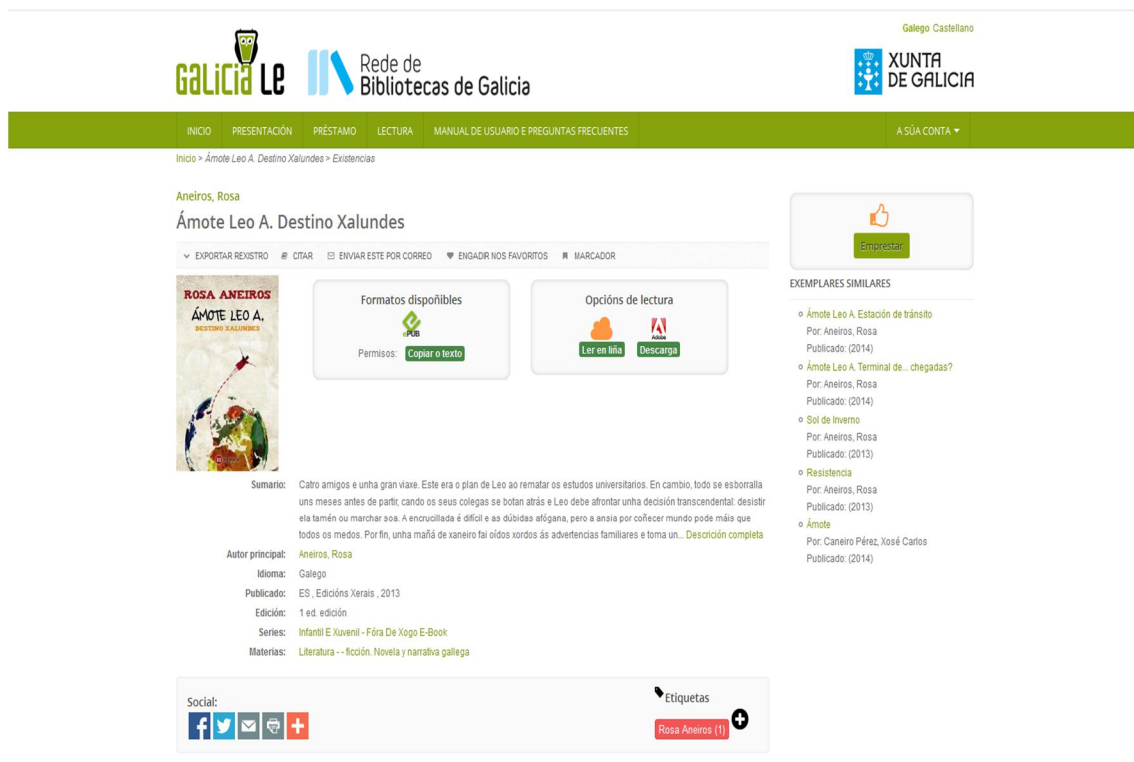 Galego Castellano
GALICIA Le
Rede de
Bibliotecas de Galicia
XUNTA
DE GALICIA
INICIO PRESENTACIÓN PRÉSTAMO LECTURA MANUAL DE USUARIO E PREGUNTAS FRECUENTES A SÚA CONTA
Inicio > Ámote Leo A. Destino Xalundes > Existencias
Aneiros, Rosa
Ámote Leo A. Destino Xalundes
EXPORTAR REXISTRO CITAR ENVIAR ESTE POR CORREO ENGADIR NOS FAVORITOS MARCADOR
ROSA ANEIROS
ÁMOTE LEO A.
DESTINO XALUNDES
Formatos dispoñibles
ePUB
Permisos: Copiar o texto
Opcións de lectura
Adobe
Ler en liña Descarga
Sumario: Catro amigos e unha gran viaxe. Este era o plan de Leo ao rematar os estudos universitarios. En cambio, todo se esborralla
uns meses antes de partir, cando os seus colegas se botan atrás e Leo debe afrontar unha decisión transcendental: desistir
ela tamén ou marchar soa. A encrucillada é difícil e as dúbidas afógana, pero a ansia por coñecer mundo pode máis que
todos os medos. Por fin, unha mañá de xaneiro fai oídos xordos ás advertencias familiares e toma un... Descrición completa
Autor principal: Aneiros, Rosa
Idioma: Galego
Publicado: ES , Edicións Xerais , 2013
Edición: 1 ed. edición
Series: Infantil E Xuvenil - Fóra De Xogo E-Book
Materias: Literatura - - ficción. Novela y narrativa gallega
Social:
Etiquetas
Rosa Aneiros (1)
Emprestar
EXEMPLARES SIMILARES
Ámote Leo A. Estación de tránsito
Por: Aneiros, Rosa
Publicado: (2014)
Ámote Leo A. Terminal de... chegadas?
Por: Aneiros, Rosa
Publicado: (2014)
Sol de Inverno
Por: Aneiros, Rosa
Publicado: (2013)
Resistencia
Por: Aneiros, Rosa
Publicado: (2013)
Ámote
Por: Caneiro Pérez, Xosé Carlos
Publicado: (2014)